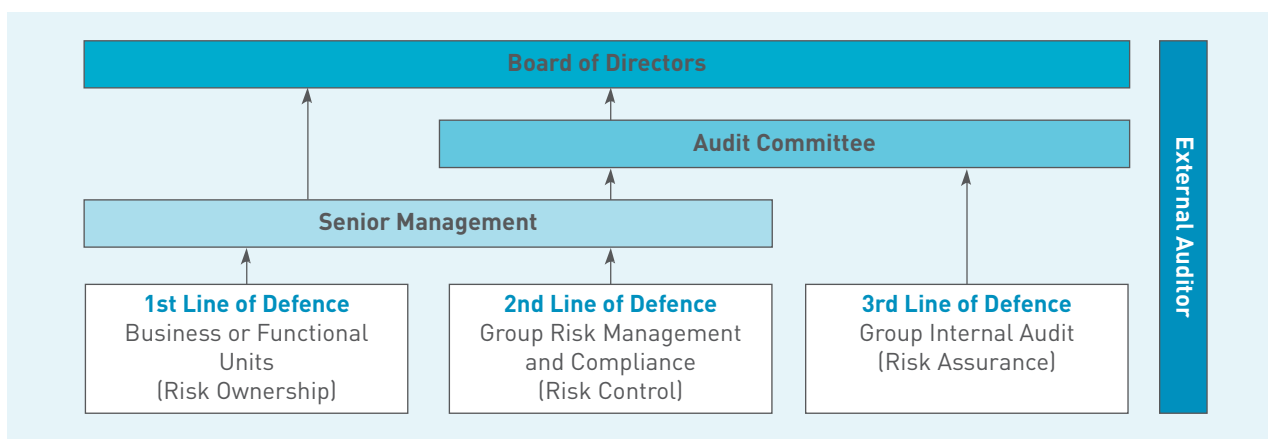 Board of Directors
Audit Committee
Senior Management
1st Line of Defence
Business or Functional
Units
(Risk Ownership)
2nd Line of Defence
Group Risk Management
and Compliance
(Risk Control)
3rd Line of Defence
Group Internal Audit
(Risk Assurance)
External Auditor